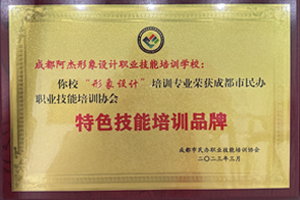 成都阿杰形象设计职业技能培训学校：
你校“形象设计”培训专业荣获成都市民办
职业技能培训协会
特色技能培训品牌
成都市民办职业技能培训协会
二〇二三年三月